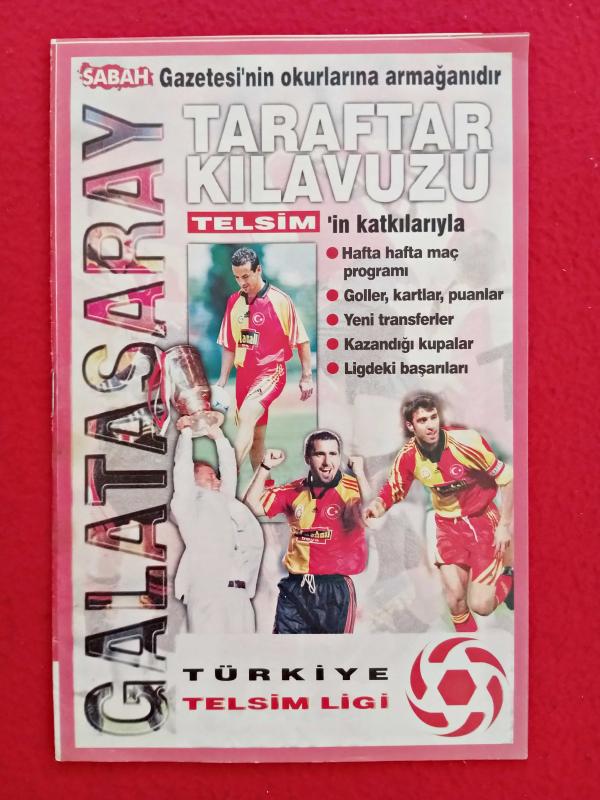 SABAH Gazetesi'nin okurlarına armağanıdır
GALATASARAY
TARAFTAR
KILAVUZU
TELSİM 'in katkılarıyla
● Hafta hafta maç
programı
● Goller, kartlar, puanlar
● Yeni transferler
● Kazandığı kupalar
● Ligdeki başarıları
TÜRKİYE
TELSİM LİGİ